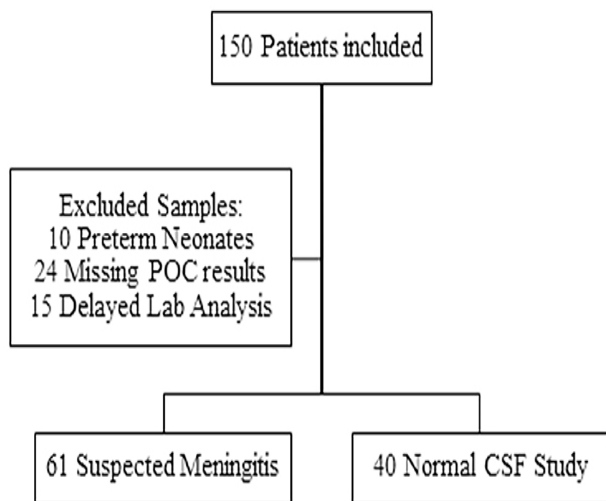 150 Patients included
Excluded Samples:
10 Preterm Neonates
24 Missing POC results
15 Delayed Lab Analysis
61 Suspected Meningitis
40 Normal CSF Study